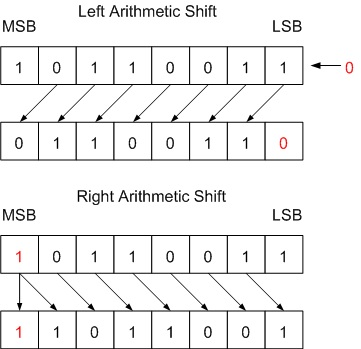 Left Arithmetic Shift
MSB LSB
1 0 1 1 0 0 1 1 0
0 1 1 0 0 1 1 0
Right Arithmetic Shift
MSB LSB
1 0 1 1 0 0 1 1
1 1 0 1 1 0 0 1